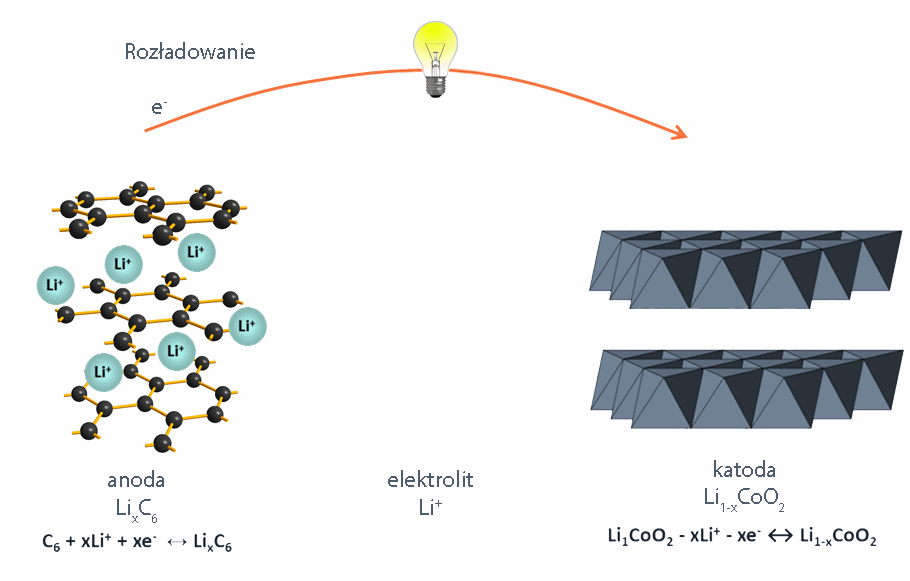 Rozładowanie
e⁻
Li⁺
Li⁺
Li⁺
Li⁺
Li⁺
Li⁺
anoda
LiₓC₆
C₆ + xLi⁺ + xe⁻ ↔ LiₓC₆
elektrolit
Li⁺
katoda
Li₁₋ₓCoO₂
Li₁CoO₂ - xLi⁺ - xe⁻ ↔ Li₁₋ₓCoO₂